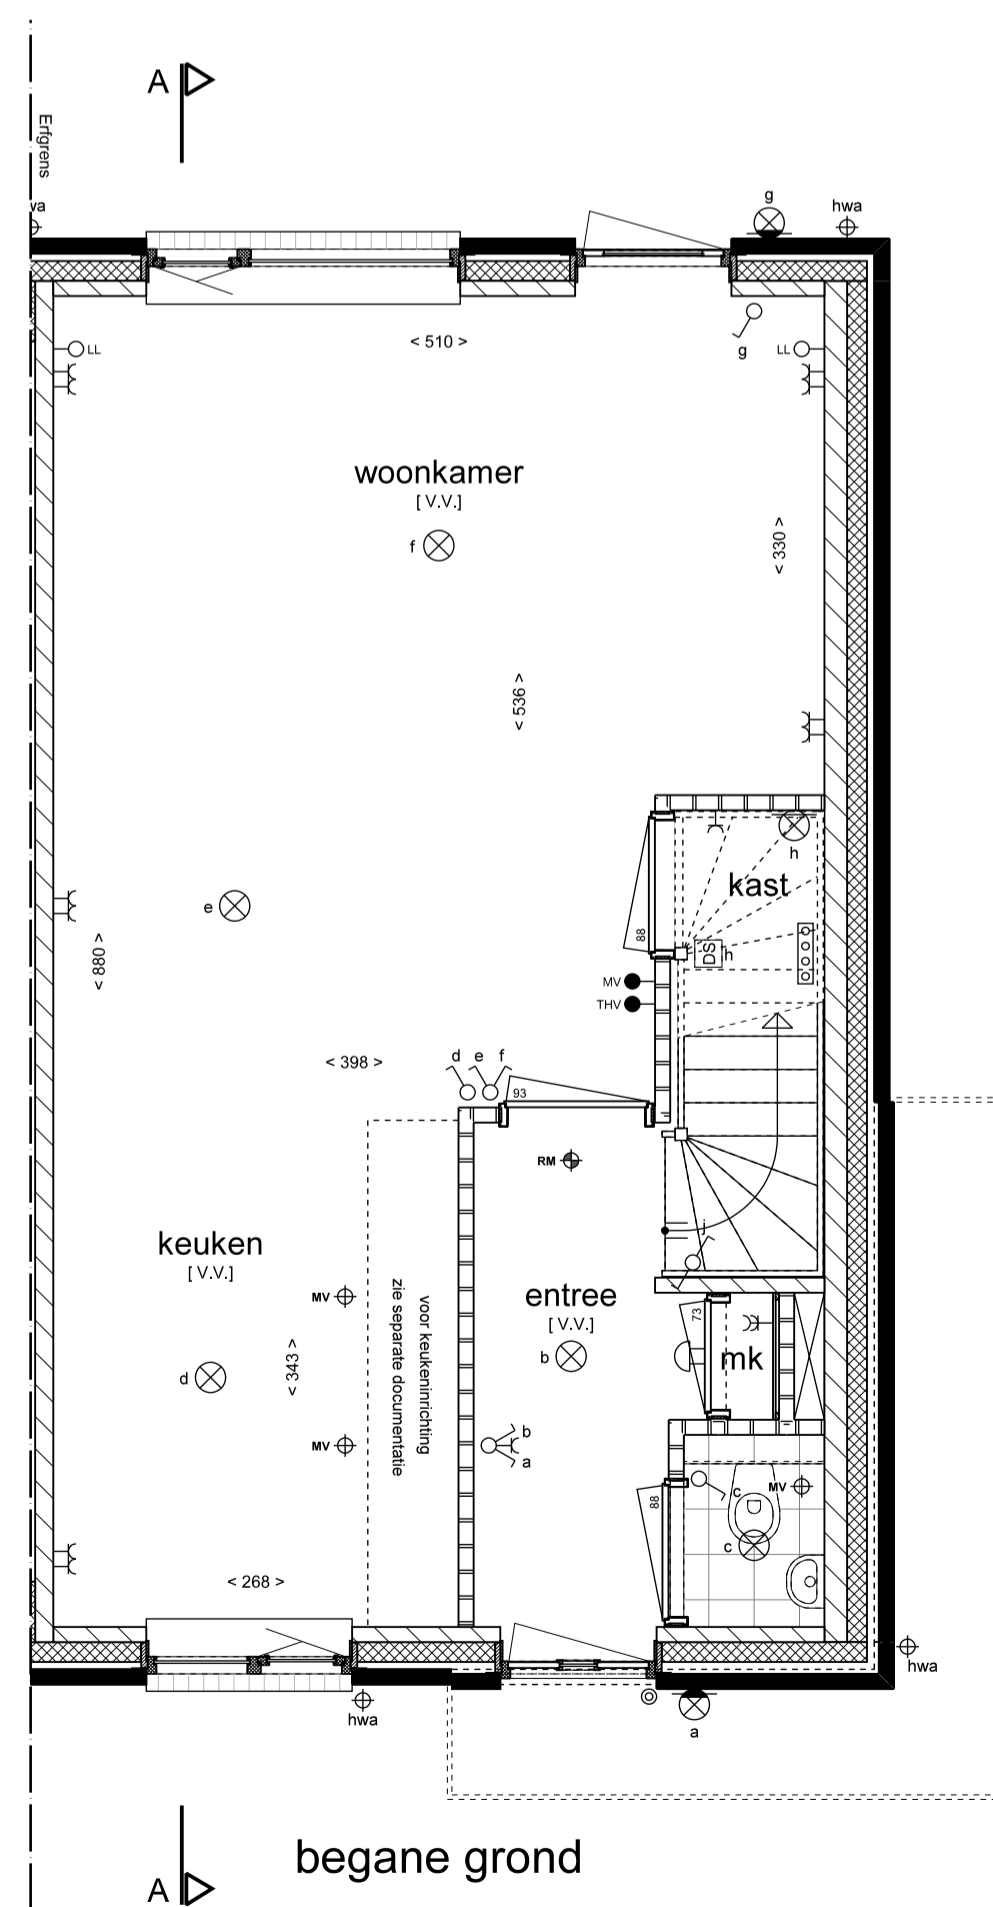 A
Erfgrens
g
hwa
hwa
LL
< 510 >
g
LL
woonkamer
[ V.V.]
f
< 330 >
< 536 >
h
kast
88
e
< 880 >
DS
h
MV
THV
< 398 >
d e f
93
RM
j
keuken
[ V.V.]
MV
voor keukeninrichting
zie separate documentatie
entree
[ V.V.]
73
b
mk
< 343 >
d
MV
b
a
88
c
MV
c
< 268 >
hwa
hwa
a
begane grond
A